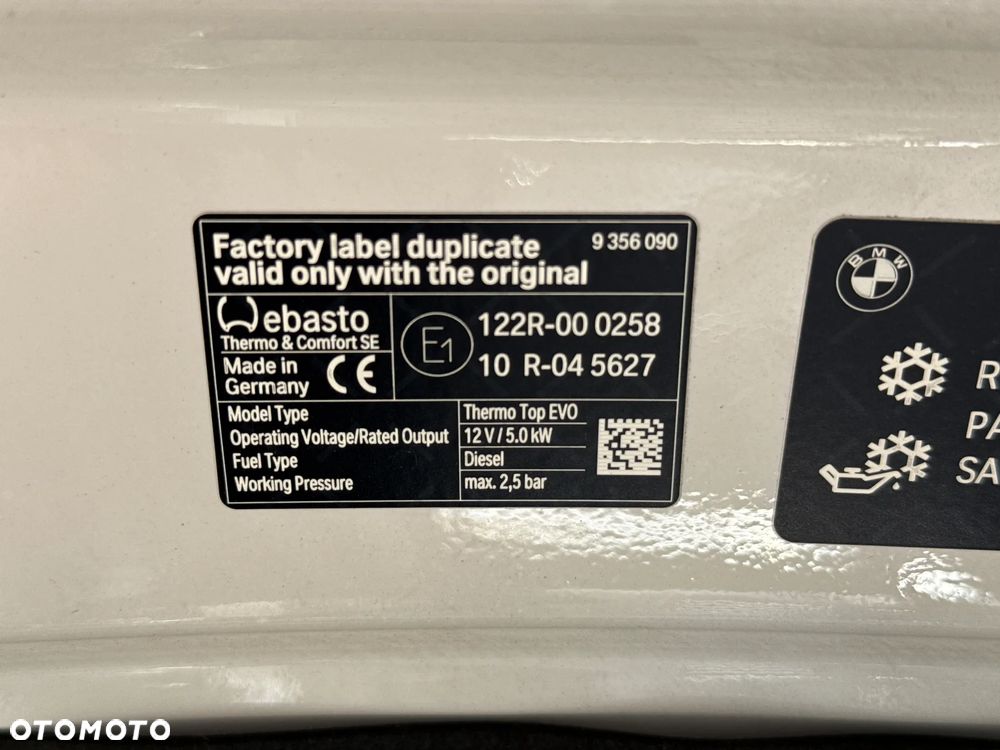 Factory label duplicate 9 356 090
valid only with the original
Webasto
Thermo & Comfort SE
Made in
Germany
CE
E1
122R-00 0258
10 R-04 5627
Model Type Thermo Top EVO
Operating Voltage/Rated Output 12 V / 5.0 kW
Fuel Type Diesel
Working Pressure max. 2,5 bar
BMW
R
PA
SA
OTOMOTO